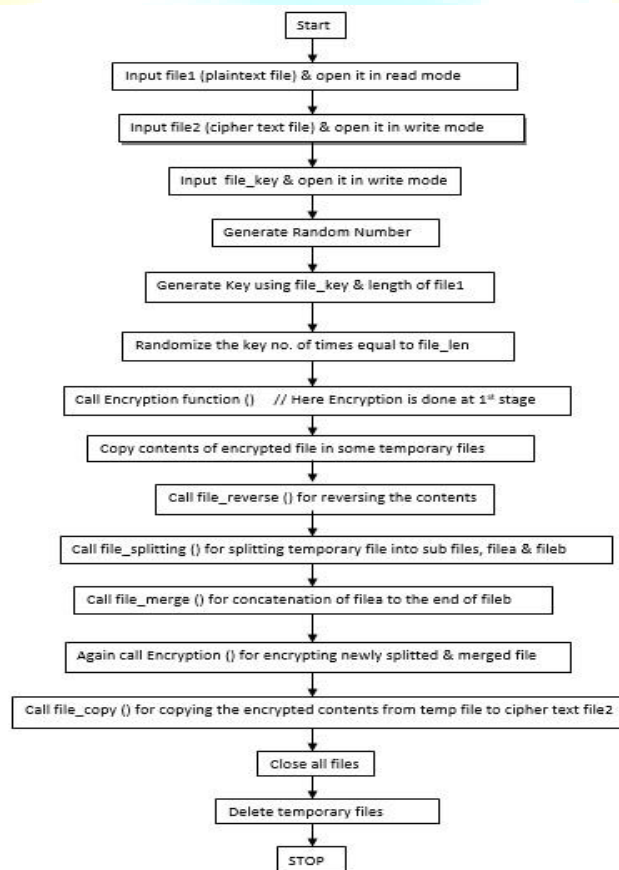 Start
Input file1 (plaintext file) & open it in read mode
Input file2 (cipher text file) & open it in write mode
Input file_key & open it in write mode
Generate Random Number
Generate Key using file_key & length of file1
Randomize the key no. of times equal to file_len
Call Encryption function () // Here Encryption is done at 1st stage
Copy contents of encrypted file in some temporary files
Call file_reverse () for reversing the contents
Call file_splitting () for splitting temporary file into sub files, filea & fileb
Call file_merge () for concatenation of filea to the end of fileb
Again call Encryption () for encrypting newly splitted & merged file
Call file_copy () for copying the encrypted contents from temp file to cipher text file2
Close all files
Delete temporary files
STOP